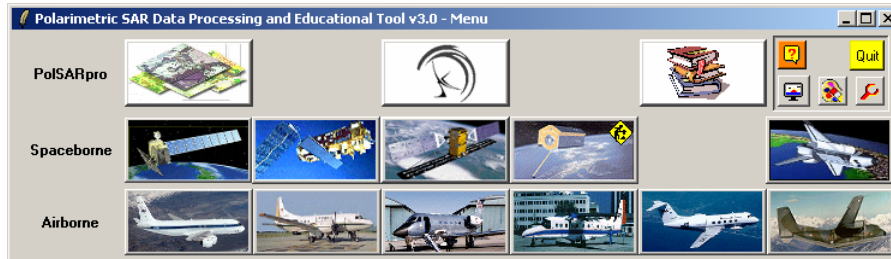 Polarimetric SAR Data Processing and Educational Tool v3.0 - Menu
PolSARpro
?
Quit
Spaceborne
Airborne